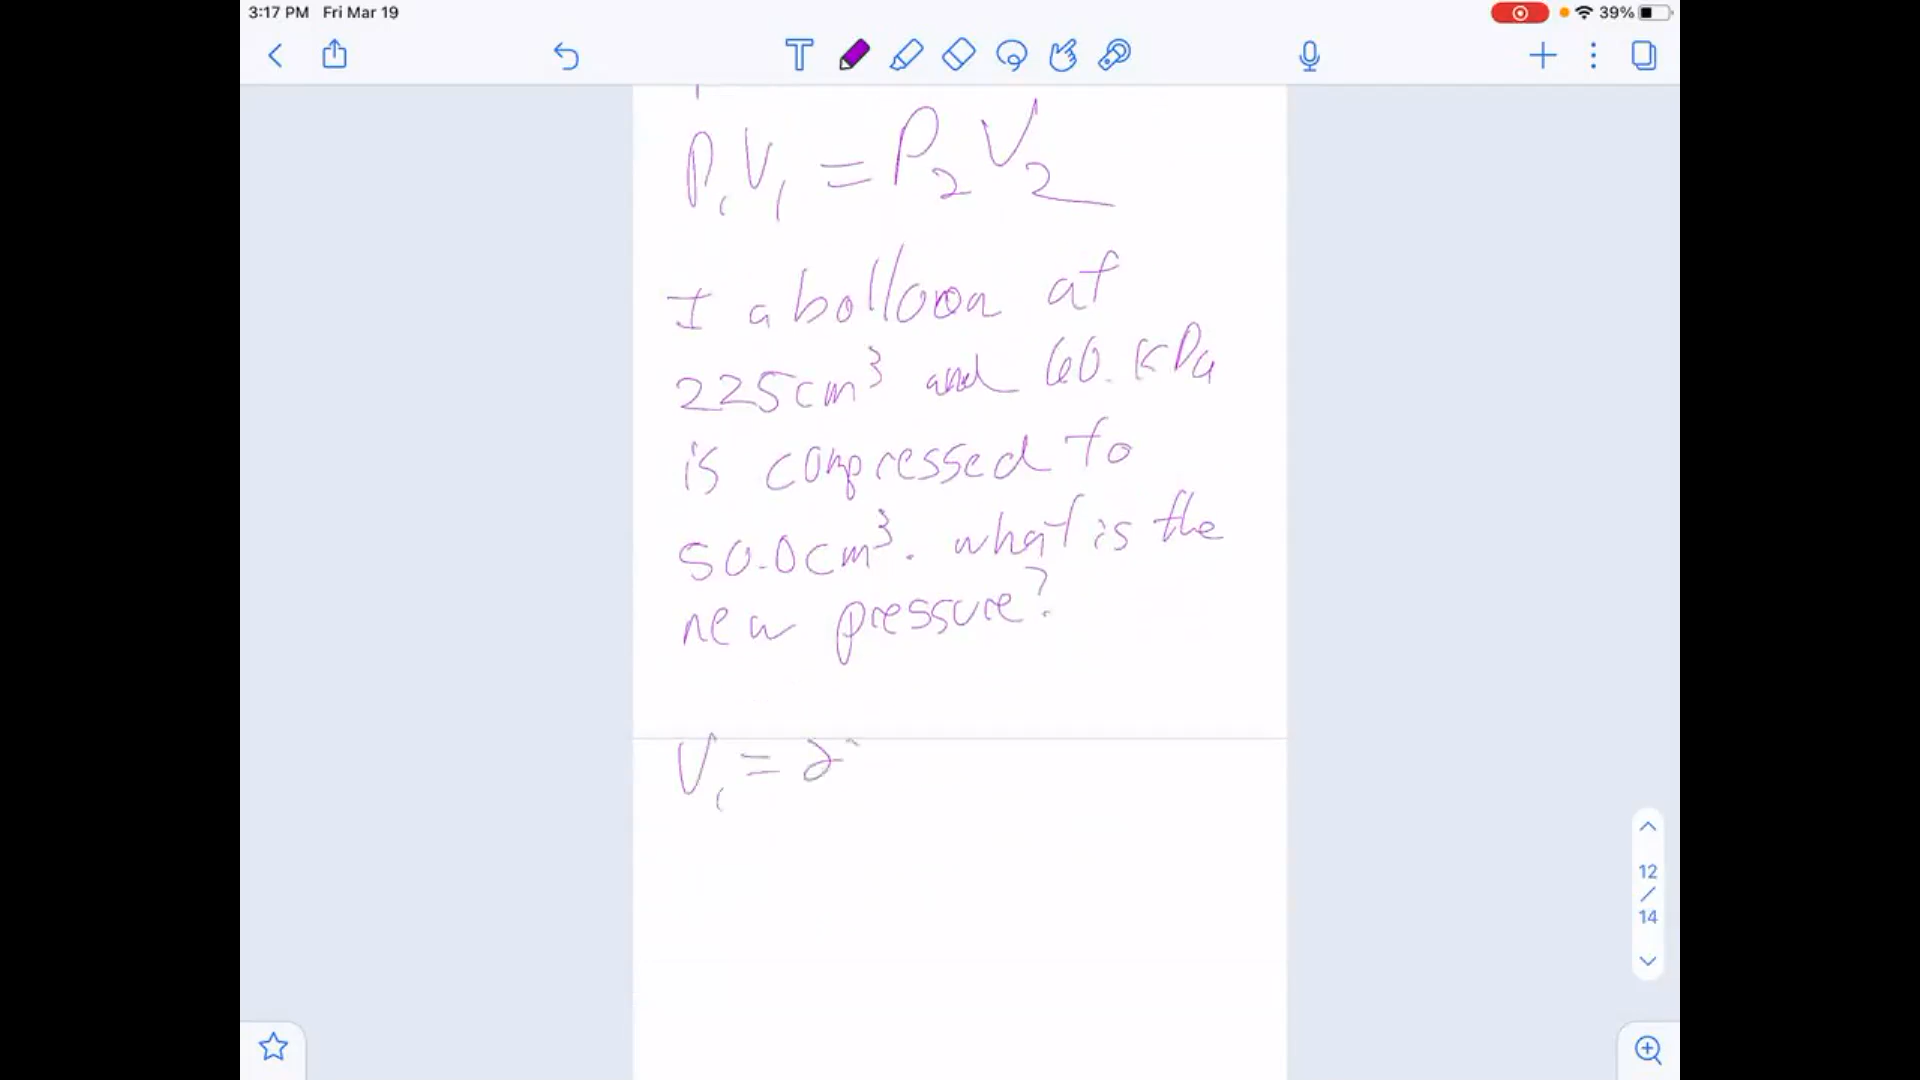 3:17 PM Fri Mar 19
39%
T
P₁V₁ = P₂V₂
I a bolloon at
225cm³ and 60. KPa
is compressed to
50.0cm³. what is the
new pressure?
V₁ = 2
12
/
14